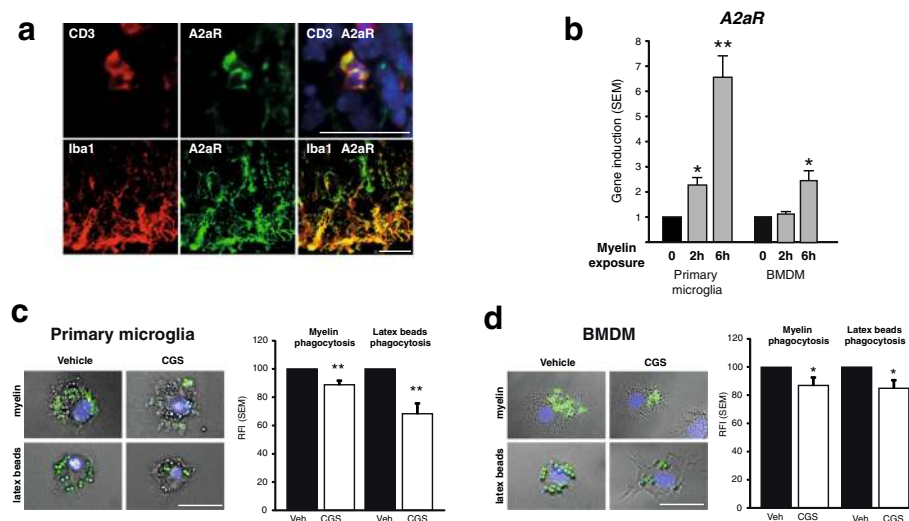 a
CD3
A2aR
CD3 A2aR
Iba1
A2aR
Iba1 A2aR
b
A2aR
Gene induction (SEM)
8
7
6
5
4
3
2
1
*
**
*
Myelin exposure
0 2h 6h 0 2h 6h
Primary microglia
BMDM
c
Primary microglia
Vehicle CGS
myelin
latex beads
Myelin phagocytosis
Latex beads phagocytosis
RFI (SEM)
120
100
80
60
40
20
0
**
**
Veh CGS Veh CGS
d
BMDM
Vehicle CGS
myelin
latex beads
Myelin phagocytosis
Latex beads phagocytosis
RFI (SEM)
120
100
80
60
40
20
0
*
*
Veh CGS Veh CGS